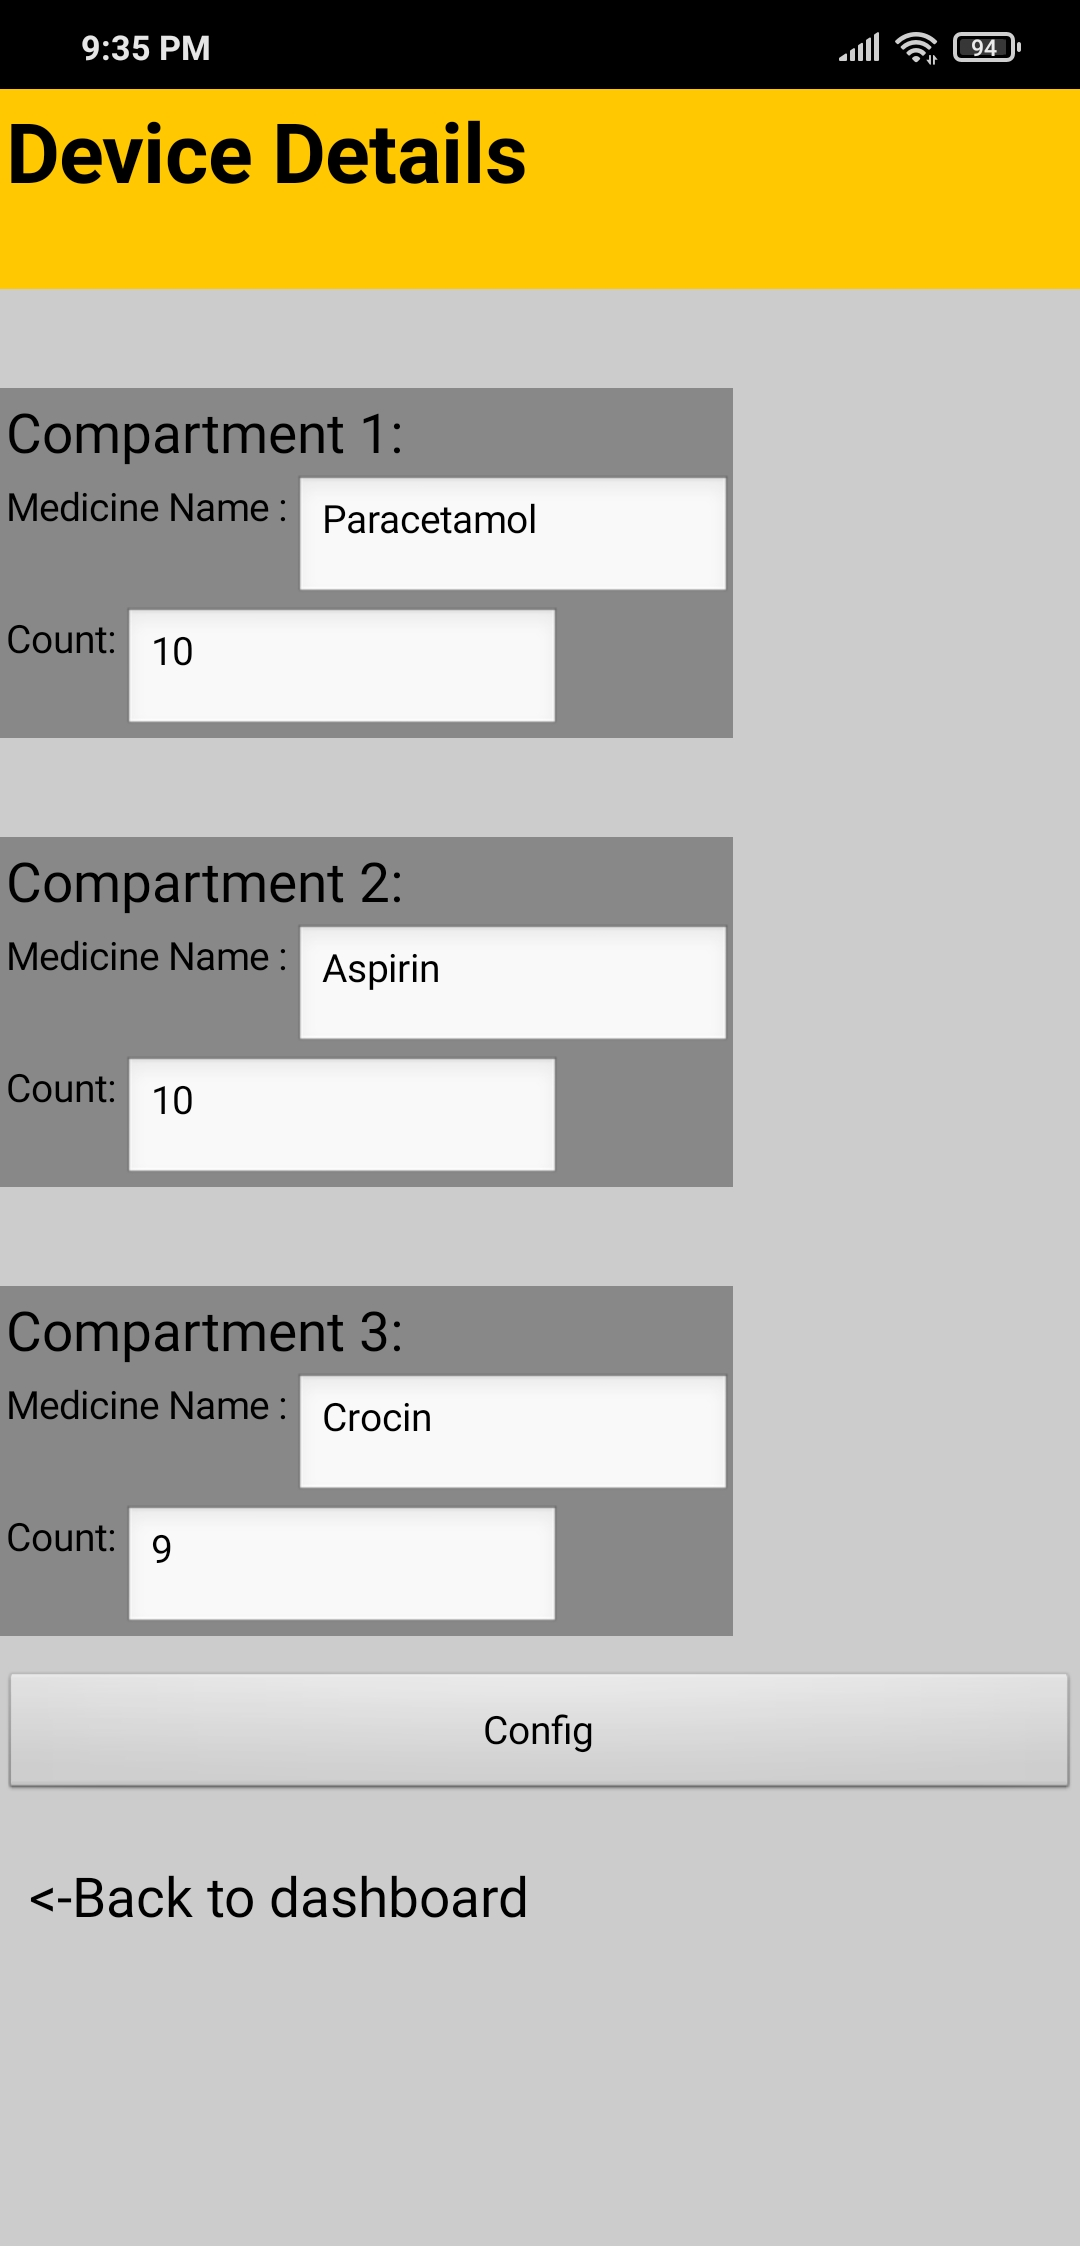 9:35 PM 94
Device Details
Compartment 1:
Medicine Name : Paracetamol
Count: 10
Compartment 2:
Medicine Name : Aspirin
Count: 10
Compartment 3:
Medicine Name : Crocin
Count: 9
Config
<-Back to dashboard